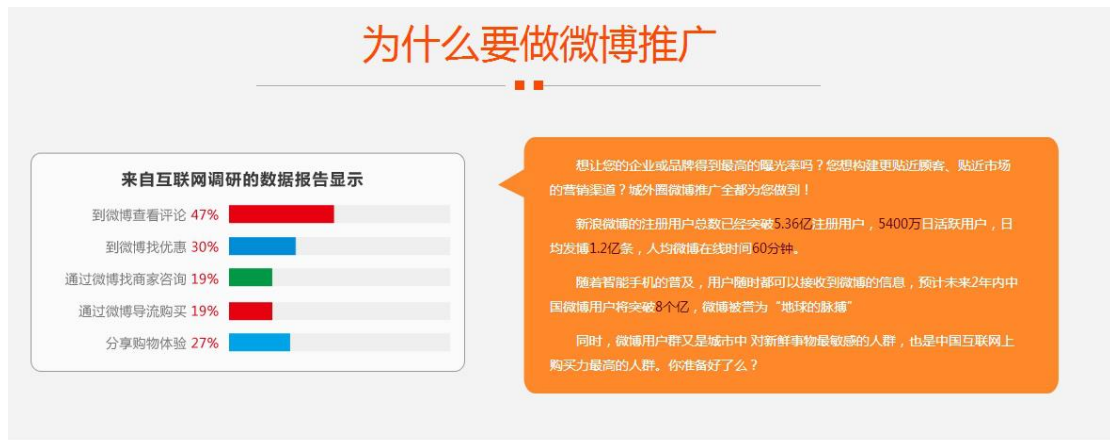 为什么要做微博推广
来自互联网调研的数据报告显示
到微博查看评论 47%
到微博找优惠 30%
通过微博找商家咨询 19%
通过微博导流购买 19%
分享购物体验 27%
想让您的企业或品牌得到最高的曝光率吗？您想构建更贴近顾客、贴近市场
的营销渠道？城外圈微博推广全都为您做到！
新浪微博的注册用户总数已经突破5.36亿注册用户，5400万日活跃用户，日
均发博1.2亿条，人均微博在线时间60分钟。
随着智能手机的普及，用户随时都可以接收到微博的信息，预计未来2年内中
国微博用户将突破8个亿，微博被誉为“地球的脉搏”
同时，微博用户群又是城市中 对新鲜事物最敏感的人群，也是中国互联网上
购买力最高的人群。你准备好了么？